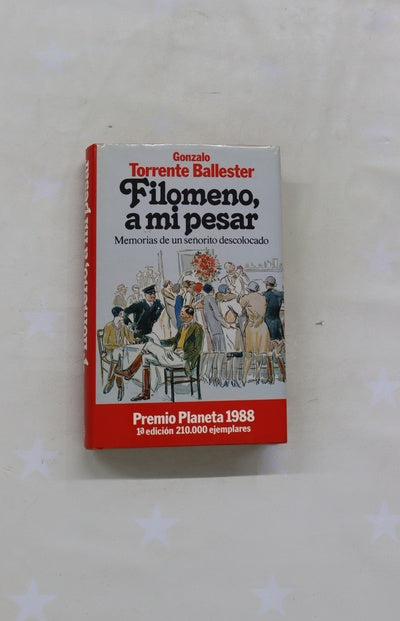 Gonzalo
Torrente Ballester
Filomeno,
a mi pesar
Memorias de un señorito descolocado
Premio Planeta 1988
1ª edición 210.000 ejemplares